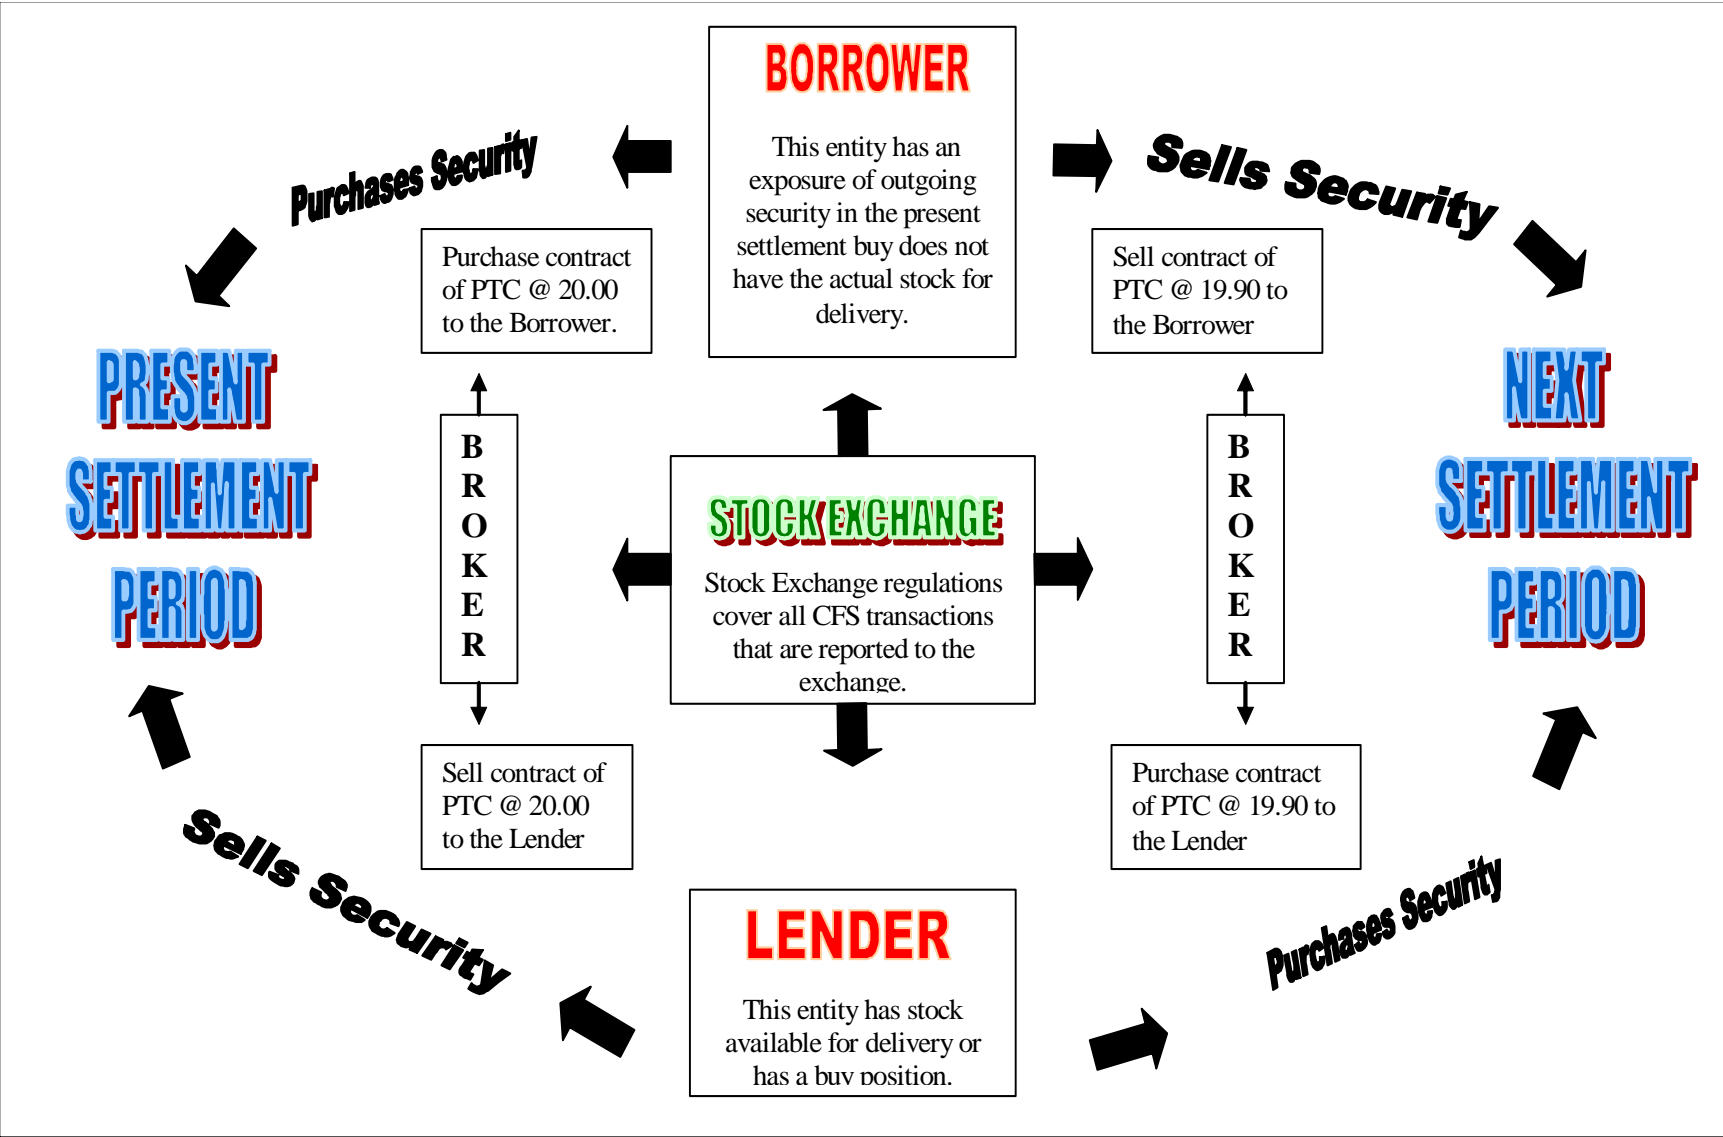 BORROWER
This entity has an
exposure of outgoing
security in the present
settlement buy does not
have the actual stock for
delivery.
Purchases Security
Sells Security
Purchase contract
of PTC @ 20.00
to the Borrower.
Sell contract of
PTC @ 19.90 to
the Borrower
PRESENT
SETTLEMENT
PERIOD
B
R
O
K
E
R
STOCK EXCHANGE
Stock Exchange regulations
cover all CFS transactions
that are reported to the
exchange.
B
R
O
K
E
R
NEXT
SETTLEMENT
PERIOD
Sell contract of
PTC @ 20.00
to the Lender
Purchase contract
of PTC @ 19.90 to
the Lender
Sells Security
Purchases Security
LENDER
This entity has stock
available for delivery or
has a buy position.